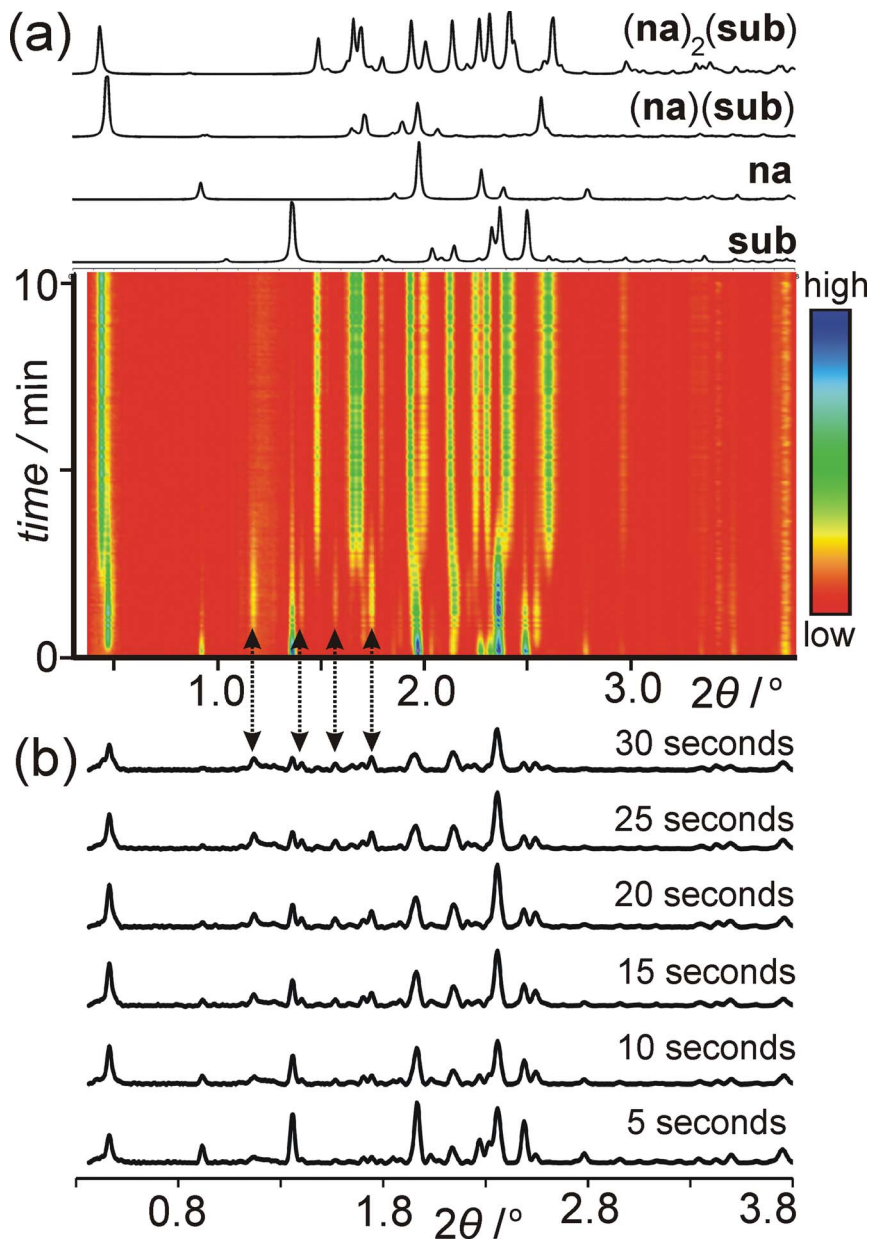 (a)
(na)2(sub)
(na)(sub)
na
sub
10
high
time / min
low
0
1.0 2.0 3.0 2θ / °
(b)
30 seconds
25 seconds
20 seconds
15 seconds
10 seconds
5 seconds
0.8 1.8 2.8 3.8
2θ / °